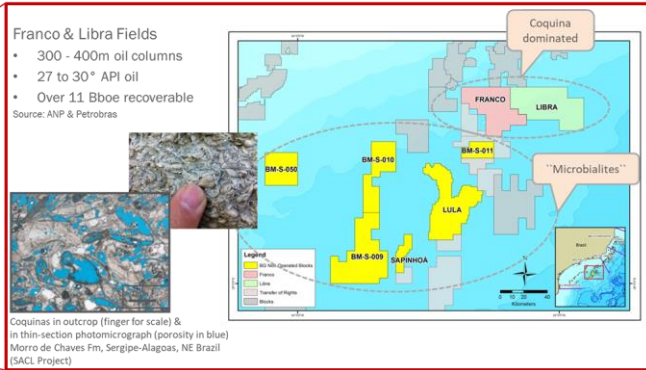 Franco & Libra Fields
• 300 - 400m oil columns
• 27 to 30° API oil
• Over 11 Bboe recoverable
Source: ANP & Petrobras
Coquina
dominated
FRANCO
LIBRA
BM-S-011
BM-S-050
BM-S-010
``Microbialites``
LULA
BM-S-009
SAPINHOÁ
Legend
BG Non-Operated Blocks
Franco
Libra
Transfer of Rights
Blocks
Kilometers
Brazil
Coquinas in outcrop (finger for scale) &
in thin-section photomicrograph (porosity in blue)
Morro de Chaves Fm, Sergipe-Alagoas, NE Brazil
(SACL Project)